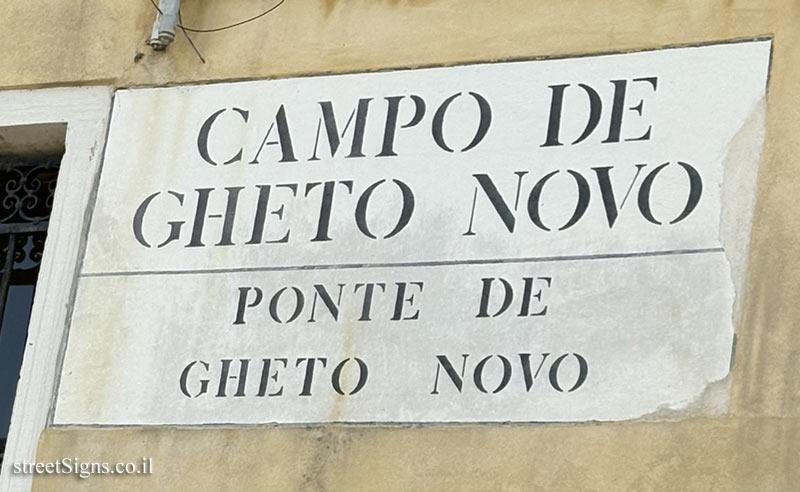 CAMPO DE
GHETO NOVO
PONTE DE
GHETO NOVO
streetSigns.co.il